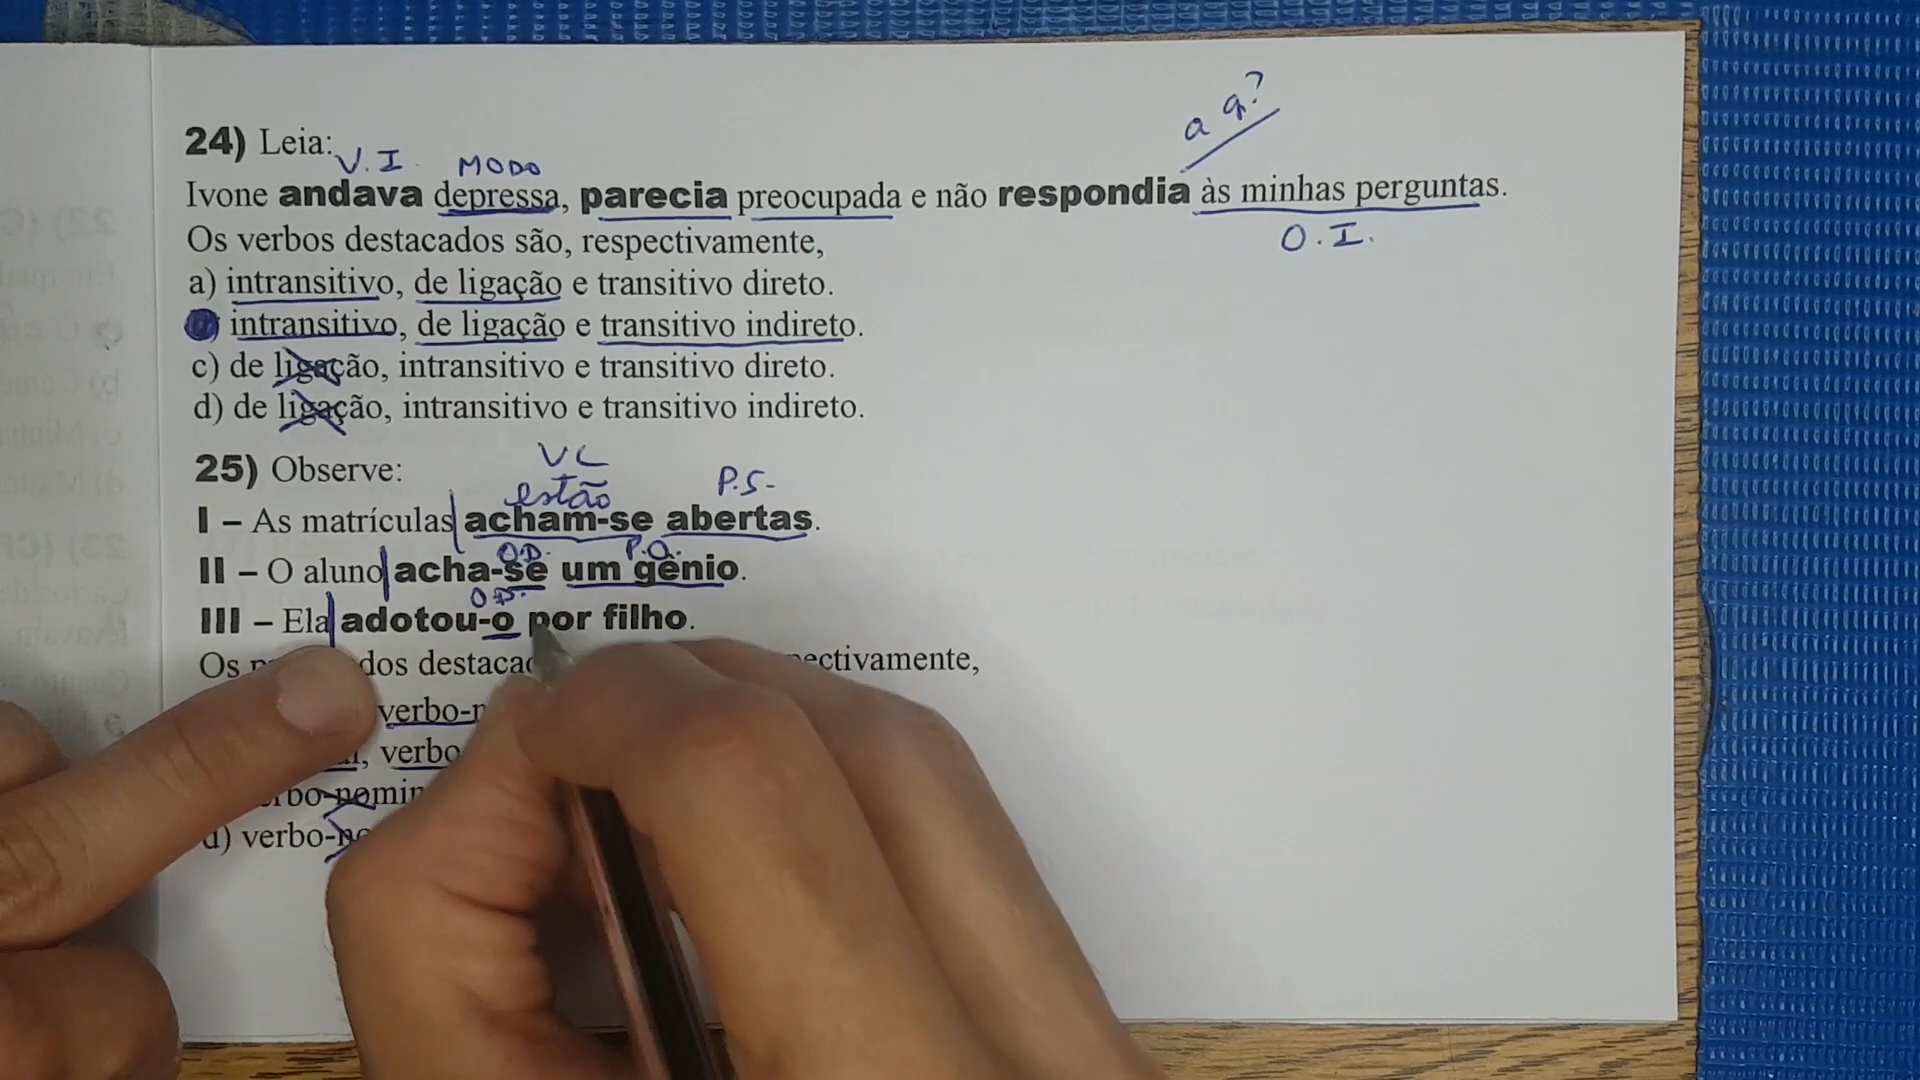 a q.?
24) Leia:
V.I. MODO
Ivone andava depressa, parecia preocupada e não respondia às minhas perguntas.
O.I.
Os verbos destacados são, respectivamente,
a) intransitivo, de ligação e transitivo direto.
intransitivo, de ligação e transitivo indireto.
c) de ligação, intransitivo e transitivo direto.
d) de ligação, intransitivo e transitivo indireto.
25) Observe:
VL
estão P.S.
I – As matrículas acham-se abertas.
O.D. P.O.
II – O aluno acha-se um gênio.
O.D.
III – Ela adotou-o por filho.
Os
verbo-
verbo
d) verbo-